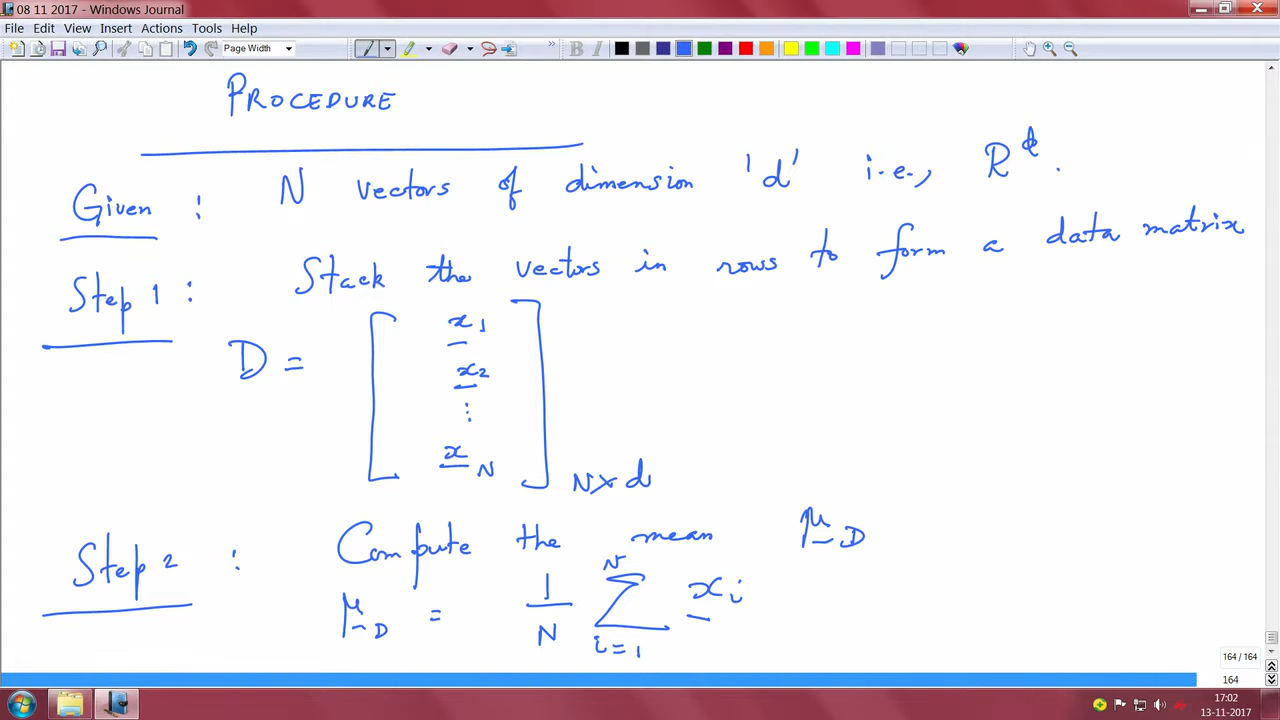 08 11 2017 - Windows Journal
File Edit View Insert Actions Tools Help
Page Width
PROCEDURE
Given : N vectors of dimension 'd' i.e., R^d.
Step 1 : Stack the vectors in rows to form a data matrix
D = [ x1
x2
⋮
xN ] N×d
Step 2 : Compute the mean μD
μD = 1/N Σ i=1 N xi
164 / 164
164
17:02
13-11-2017